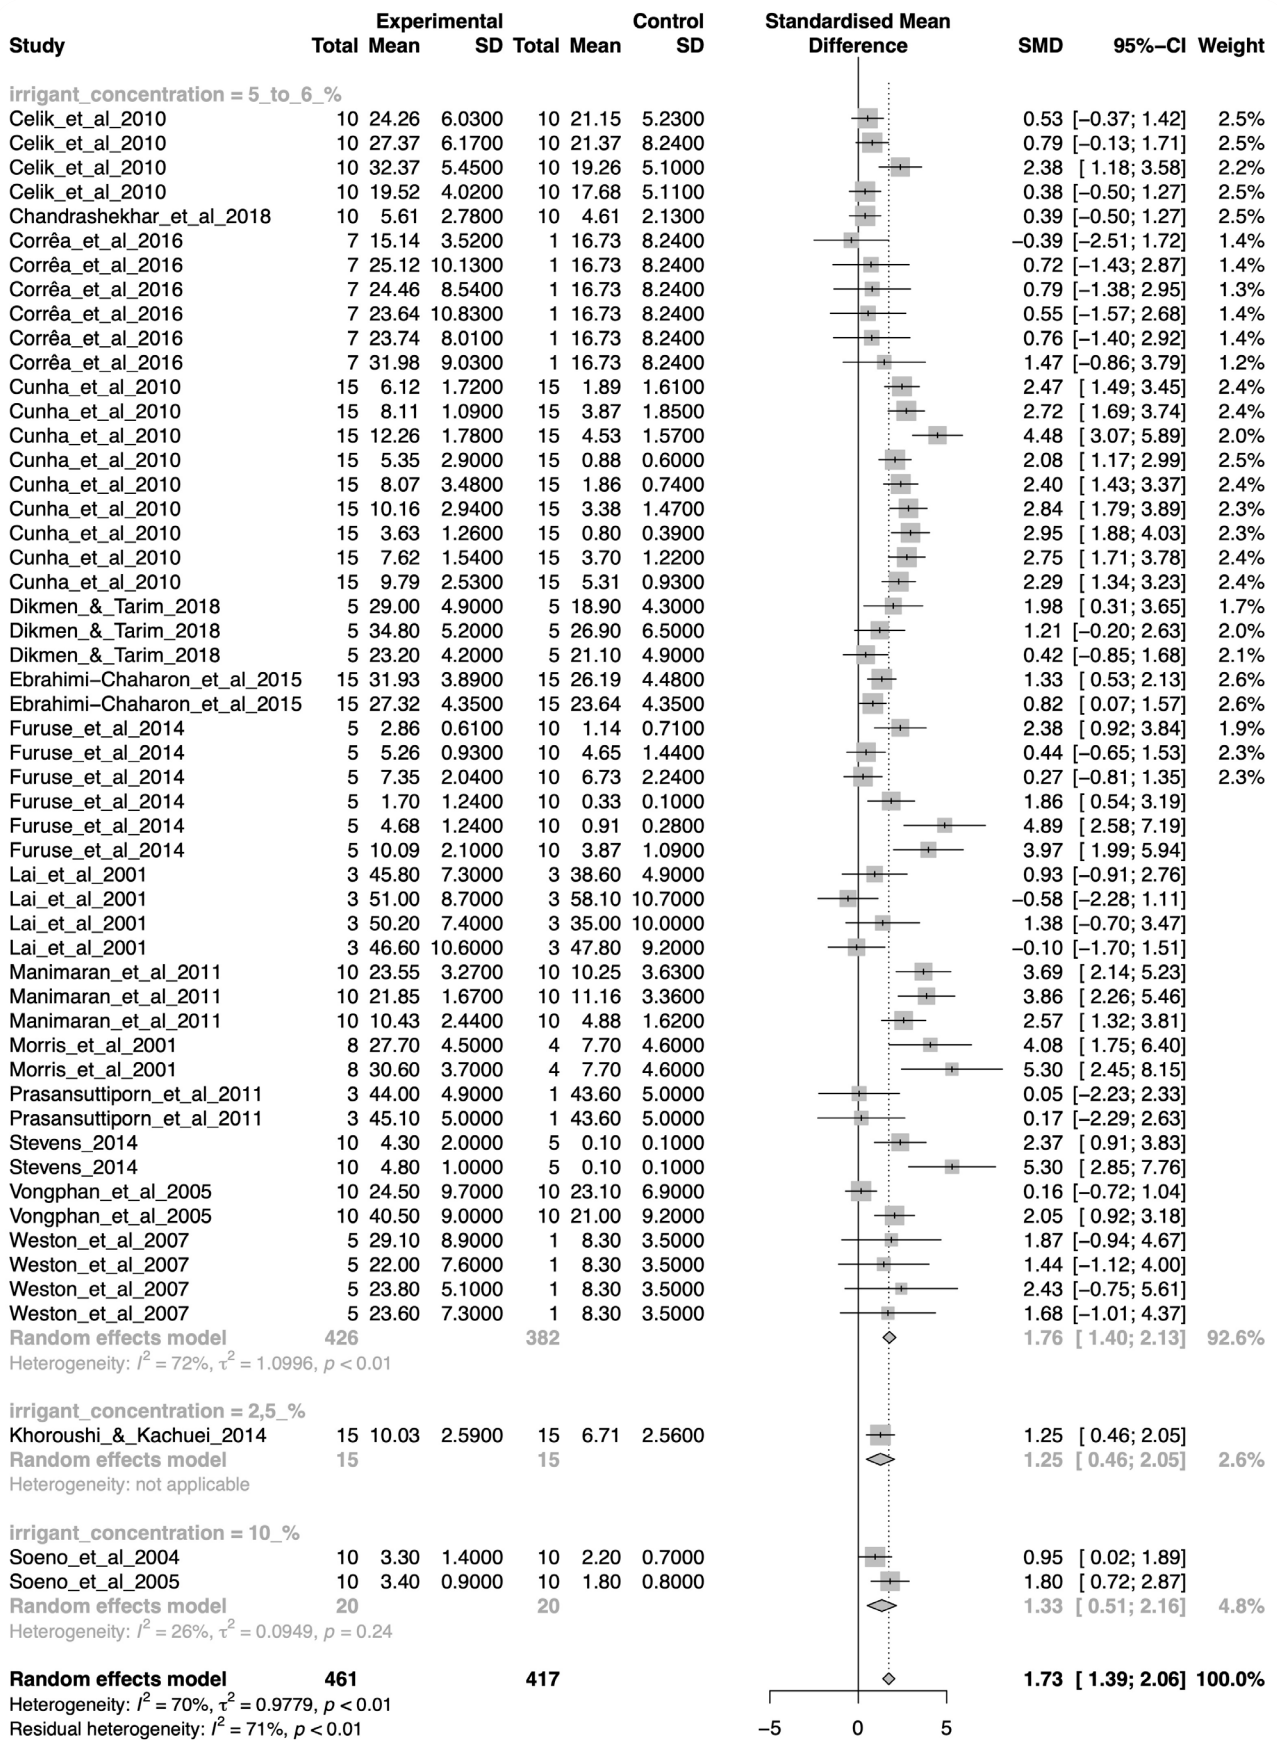 Experimental Control Standardised Mean
Study Total Mean SD Total Mean SD Difference SMD 95%−CI Weight
irrigant_concentration = 5_to_6_%
Celik_et_al_2010 10 24.26 6.0300 10 21.15 5.2300 0.53 [−0.37; 1.42] 2.5%
Celik_et_al_2010 10 27.37 6.1700 10 21.37 8.2400 0.79 [−0.13; 1.71] 2.5%
Celik_et_al_2010 10 32.37 5.4500 10 19.26 5.1000 2.38 [ 1.18; 3.58] 2.2%
Celik_et_al_2010 10 19.52 4.0200 10 17.68 5.1100 0.38 [−0.50; 1.27] 2.5%
Chandrashekhar_et_al_2018 10 5.61 2.7800 10 4.61 2.1300 0.39 [−0.50; 1.27] 2.5%
Corrêa_et_al_2016 7 15.14 3.5200 1 16.73 8.2400 −0.39 [−2.51; 1.72] 1.4%
Corrêa_et_al_2016 7 25.12 10.1300 1 16.73 8.2400 0.72 [−1.43; 2.87] 1.4%
Corrêa_et_al_2016 7 24.46 8.5400 1 16.73 8.2400 0.79 [−1.38; 2.95] 1.3%
Corrêa_et_al_2016 7 23.64 10.8300 1 16.73 8.2400 0.55 [−1.57; 2.68] 1.4%
Corrêa_et_al_2016 7 23.74 8.0100 1 16.73 8.2400 0.76 [−1.40; 2.92] 1.4%
Corrêa_et_al_2016 7 31.98 9.0300 1 16.73 8.2400 1.47 [−0.86; 3.79] 1.2%
Cunha_et_al_2010 15 6.12 1.7200 15 1.89 1.6100 2.47 [ 1.49; 3.45] 2.4%
Cunha_et_al_2010 15 8.11 1.0900 15 3.87 1.8500 2.72 [ 1.69; 3.74] 2.4%
Cunha_et_al_2010 15 12.26 1.7800 15 4.53 1.5700 4.48 [ 3.07; 5.89] 2.0%
Cunha_et_al_2010 15 5.35 2.9000 15 0.88 0.6000 2.08 [ 1.17; 2.99] 2.5%
Cunha_et_al_2010 15 8.07 3.4800 15 1.86 0.7400 2.40 [ 1.43; 3.37] 2.4%
Cunha_et_al_2010 15 10.16 2.9400 15 3.38 1.4700 2.84 [ 1.79; 3.89] 2.3%
Cunha_et_al_2010 15 3.63 1.2600 15 0.80 0.3900 2.95 [ 1.88; 4.03] 2.3%
Cunha_et_al_2010 15 7.62 1.5400 15 3.70 1.2200 2.75 [ 1.71; 3.78] 2.4%
Cunha_et_al_2010 15 9.79 2.5300 15 5.31 0.9300 2.29 [ 1.34; 3.23] 2.4%
Dikmen_&_Tarim_2018 5 29.00 4.9000 5 18.90 4.3000 1.98 [ 0.31; 3.65] 1.7%
Dikmen_&_Tarim_2018 5 34.80 5.2000 5 26.90 6.5000 1.21 [−0.20; 2.63] 2.0%
Dikmen_&_Tarim_2018 5 23.20 4.2000 5 21.10 4.9000 0.42 [−0.85; 1.68] 2.1%
Ebrahimi−Chaharon_et_al_2015 15 31.93 3.8900 15 26.19 4.4800 1.33 [ 0.53; 2.13] 2.6%
Ebrahimi−Chaharon_et_al_2015 15 27.32 4.3500 15 23.64 4.3500 0.82 [ 0.07; 1.57] 2.6%
Furuse_et_al_2014 5 2.86 0.6100 10 1.14 0.7100 2.38 [ 0.92; 3.84] 1.9%
Furuse_et_al_2014 5 5.26 0.9300 10 4.65 1.4400 0.44 [−0.65; 1.53] 2.3%
Furuse_et_al_2014 5 7.35 2.0400 10 6.73 2.2400 0.27 [−0.81; 1.35] 2.3%
Furuse_et_al_2014 5 1.70 1.2400 10 0.33 0.1000 1.86 [ 0.54; 3.19]
Furuse_et_al_2014 5 4.68 1.2400 10 0.91 0.2800 4.89 [ 2.58; 7.19]
Furuse_et_al_2014 5 10.09 2.1000 10 3.87 1.0900 3.97 [ 1.99; 5.94]
Lai_et_al_2001 3 45.80 7.3000 3 38.60 4.9000 0.93 [−0.91; 2.76]
Lai_et_al_2001 3 51.00 8.7000 3 58.10 10.7000 −0.58 [−2.28; 1.11]
Lai_et_al_2001 3 50.20 7.4000 3 35.00 10.0000 1.38 [−0.70; 3.47]
Lai_et_al_2001 3 46.60 10.6000 3 47.80 9.2000 −0.10 [−1.70; 1.51]
Manimaran_et_al_2011 10 23.55 3.2700 10 10.25 3.6300 3.69 [ 2.14; 5.23]
Manimaran_et_al_2011 10 21.85 1.6700 10 11.16 3.3600 3.86 [ 2.26; 5.46]
Manimaran_et_al_2011 10 10.43 2.4400 10 4.88 1.6200 2.57 [ 1.32; 3.81]
Morris_et_al_2001 8 27.70 4.5000 4 7.70 4.6000 4.08 [ 1.75; 6.40]
Morris_et_al_2001 8 30.60 3.7000 4 7.70 4.6000 5.30 [ 2.45; 8.15]
Prasansuttiporn_et_al_2011 3 44.00 4.9000 1 43.60 5.0000 0.05 [−2.23; 2.33]
Prasansuttiporn_et_al_2011 3 45.10 5.0000 1 43.60 5.0000 0.17 [−2.29; 2.63]
Stevens_2014 10 4.30 2.0000 5 0.10 0.1000 2.37 [ 0.91; 3.83]
Stevens_2014 10 4.80 1.0000 5 0.10 0.1000 5.30 [ 2.85; 7.76]
Vongphan_et_al_2005 10 24.50 9.7000 10 23.10 6.9000 0.16 [−0.72; 1.04]
Vongphan_et_al_2005 10 40.50 9.0000 10 21.00 9.2000 2.05 [ 0.92; 3.18]
Weston_et_al_2007 5 29.10 8.9000 1 8.30 3.5000 1.87 [−0.94; 4.67]
Weston_et_al_2007 5 22.00 7.6000 1 8.30 3.5000 1.44 [−1.12; 4.00]
Weston_et_al_2007 5 23.80 5.1000 1 8.30 3.5000 2.43 [−0.75; 5.61]
Weston_et_al_2007 5 23.60 7.3000 1 8.30 3.5000 1.68 [−1.01; 4.37]
Random effects model 426 382 1.76 [ 1.40; 2.13] 92.6%
Heterogeneity: I² = 72%, τ² = 1.0996, p < 0.01
irrigant_concentration = 2,5_%
Khoroushi_&_Kachuei_2014 15 10.03 2.5900 15 6.71 2.5600 1.25 [ 0.46; 2.05]
Random effects model 15 15 1.25 [ 0.46; 2.05] 2.6%
Heterogeneity: not applicable
irrigant_concentration = 10_%
Soeno_et_al_2004 10 3.30 1.4000 10 2.20 0.7000 0.95 [ 0.02; 1.89]
Soeno_et_al_2005 10 3.40 0.9000 10 1.80 0.8000 1.80 [ 0.72; 2.87]
Random effects model 20 20 1.33 [ 0.51; 2.16] 4.8%
Heterogeneity: I² = 26%, τ² = 0.0949, p = 0.24
Random effects model 461 417 1.73 [ 1.39; 2.06] 100.0%
Heterogeneity: I² = 70%, τ² = 0.9779, p < 0.01
Residual heterogeneity: I² = 71%, p < 0.01
−5 0 5